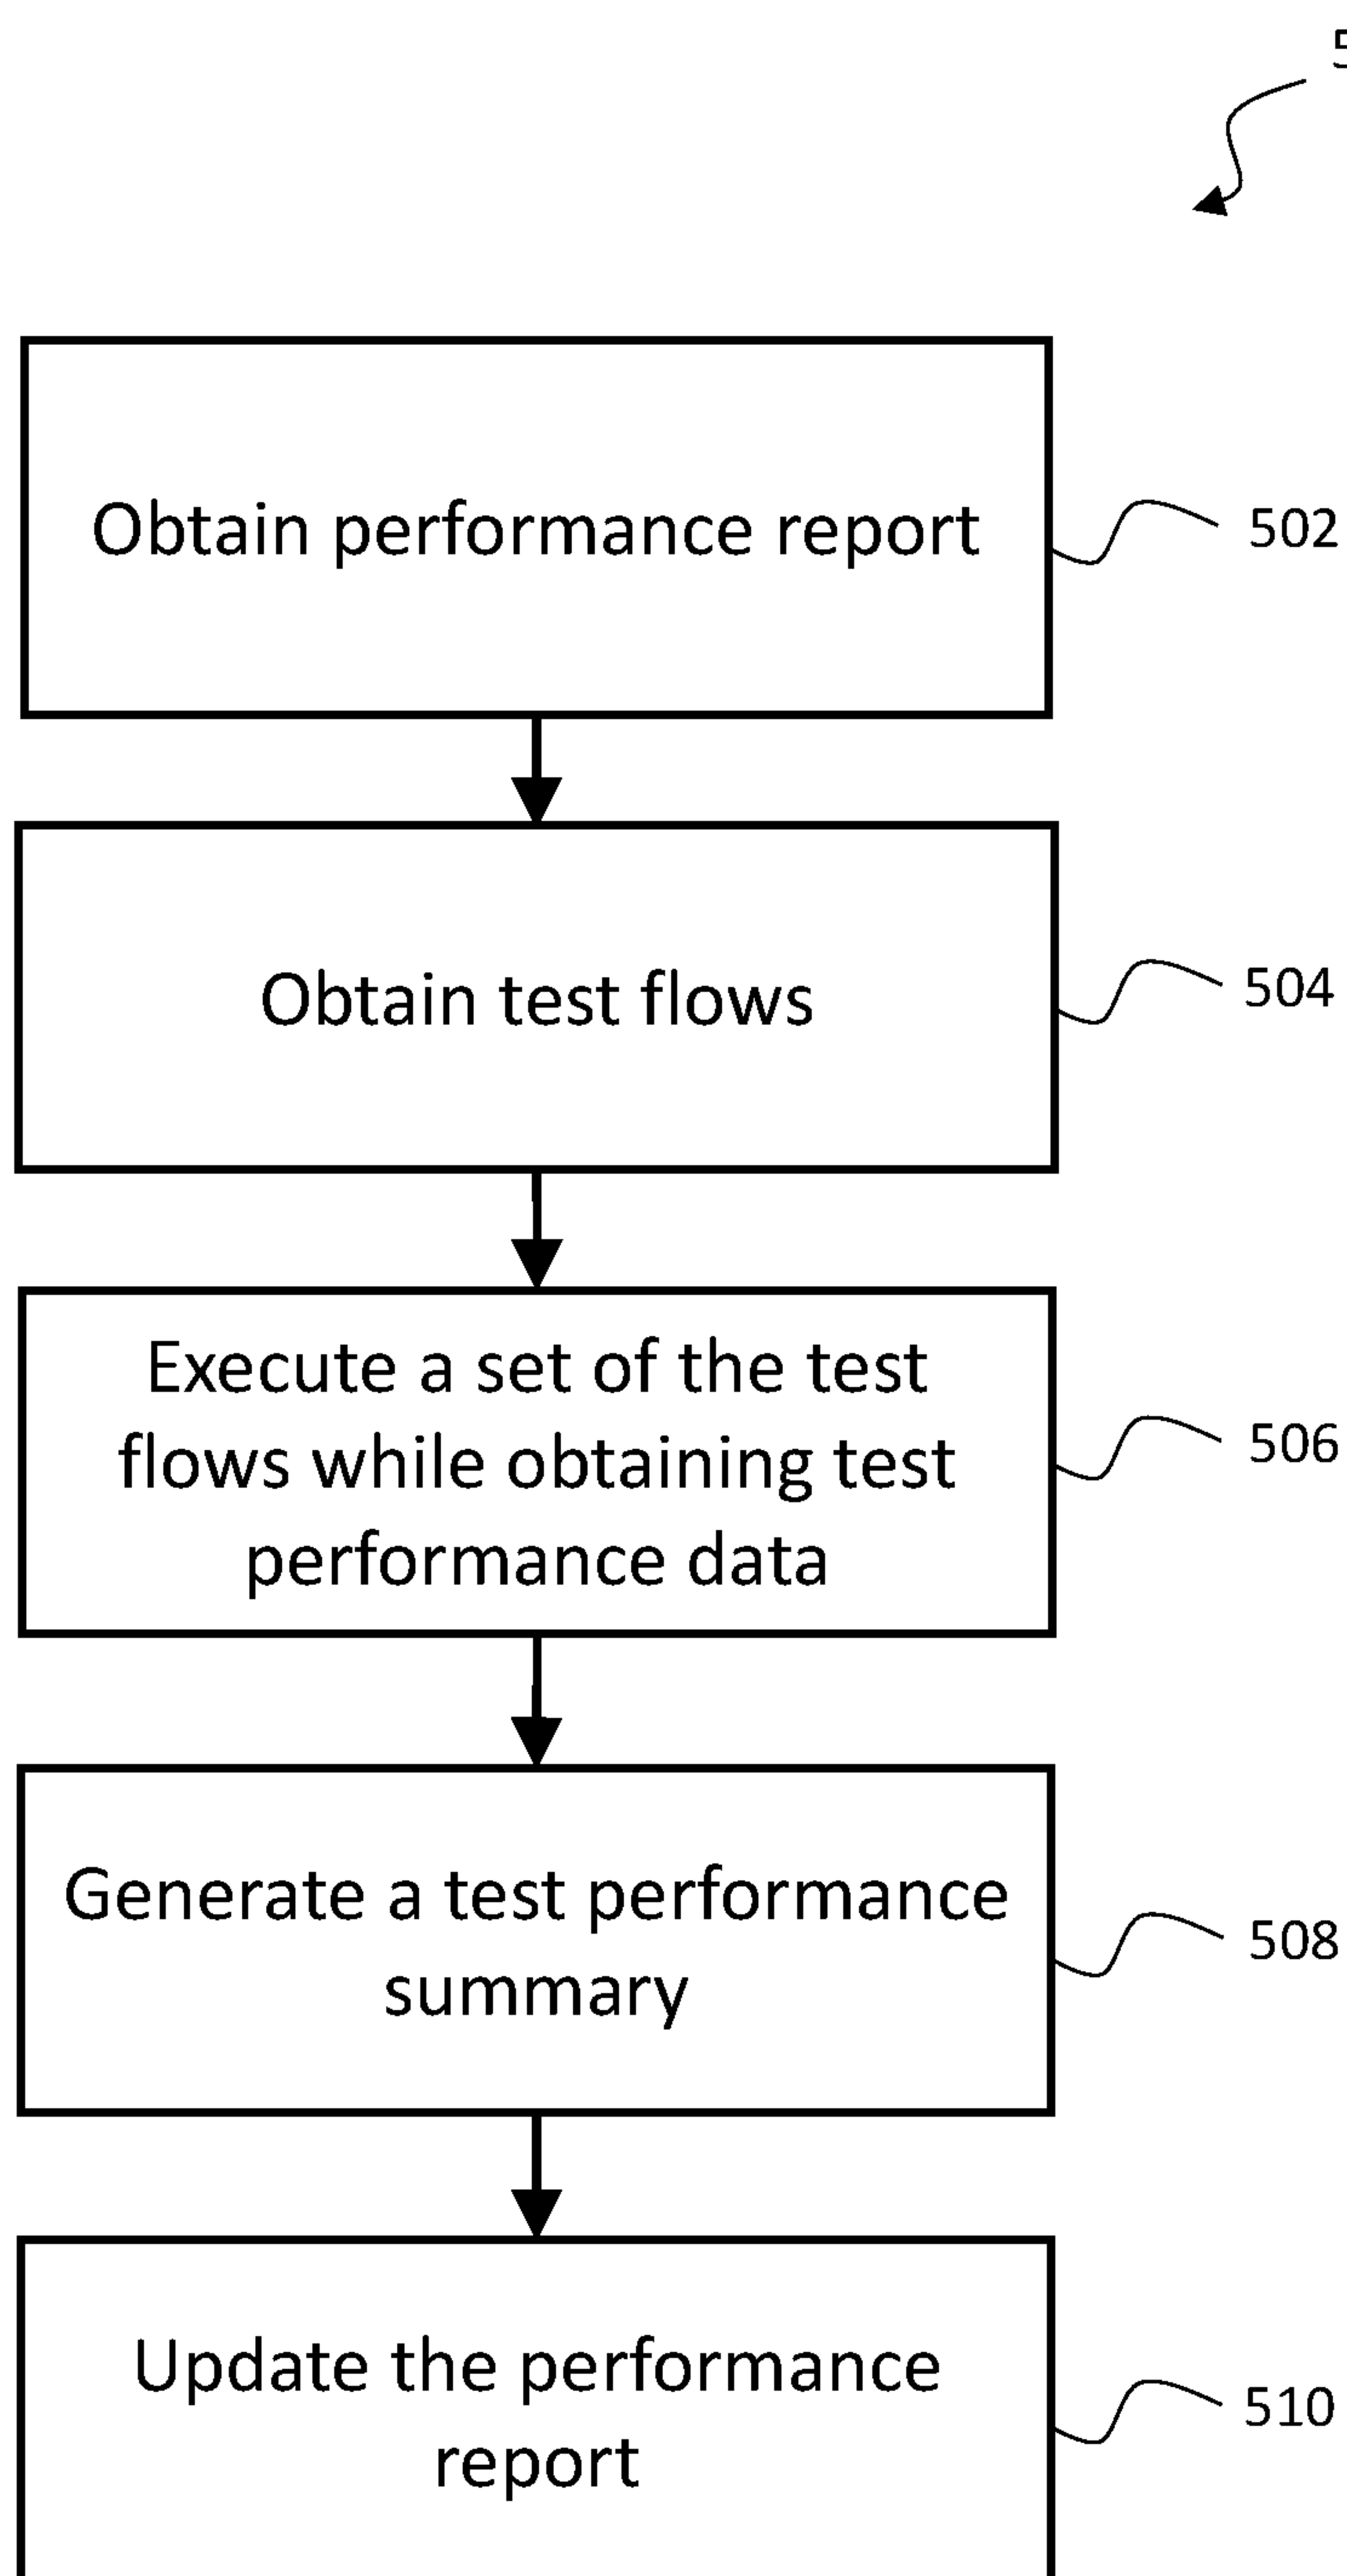 Obtain performance report
502
Obtain test flows
504
Execute a set of the test
flows while obtaining test
performance data
506
Generate a test performance
summary
508
Update the performance
report
510